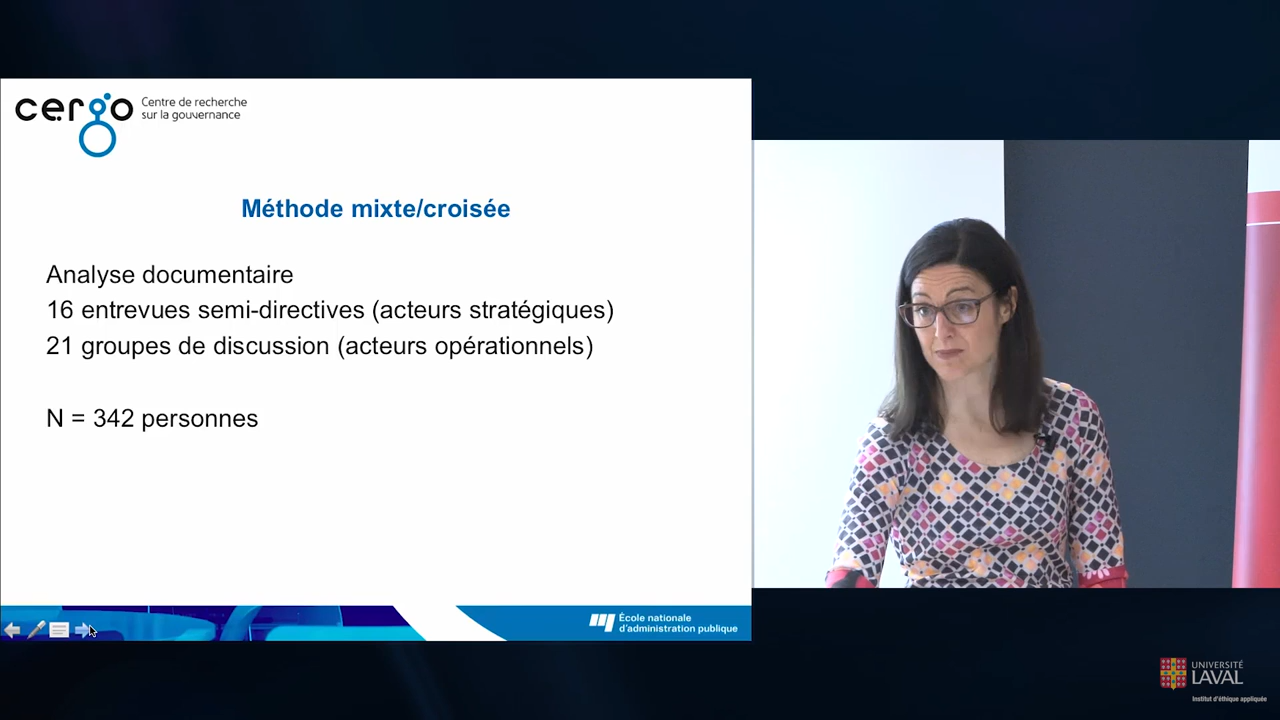 cergo
Centre de recherche
sur la gouvernance
Méthode mixte/croisée
Analyse documentaire
16 entrevues semi-directives (acteurs stratégiques)
21 groupes de discussion (acteurs opérationnels)
N = 342 personnes
École nationale
d'administration publique
UNIVERSITÉ
LAVAL
Institut d'éthique appliquée